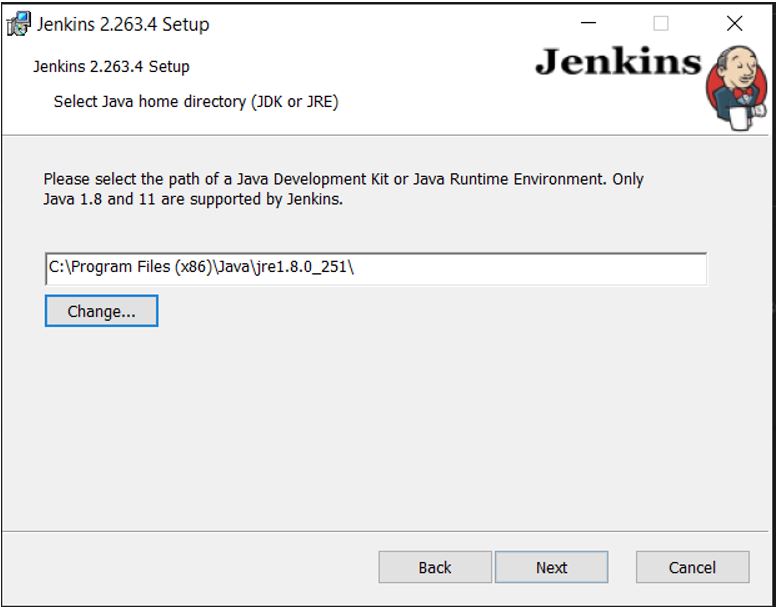 Jenkins 2.263.4 Setup
Jenkins 2.263.4 Setup
Jenkins
Select Java home directory (JDK or JRE)
Please select the path of a Java Development Kit or Java Runtime Environment. Only
Java 1.8 and 11 are supported by Jenkins.
C:\Program Files (x86)\Java\jre1.8.0_251\
Change...
Back
Next
Cancel